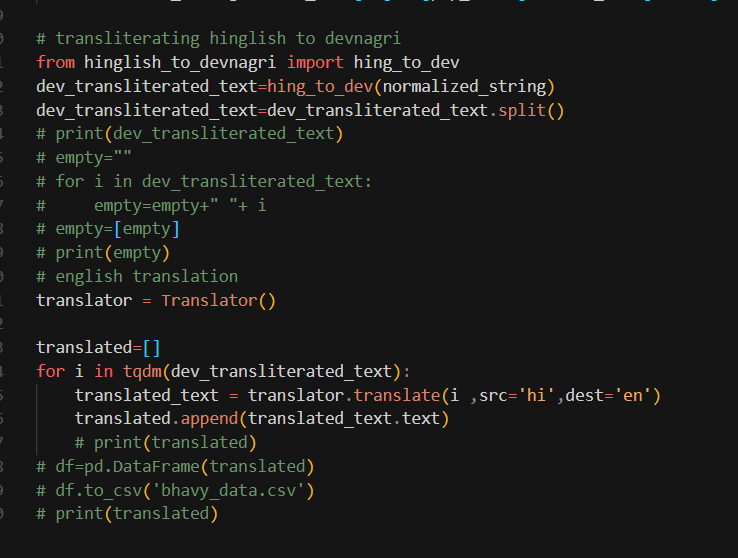 # transliterating hinglish to devnagri
from hinglish_to_devnagri import hing_to_dev
dev_transliterated_text=hing_to_dev(normalized_string)
dev_transliterated_text=dev_transliterated_text.split()
# print(dev_transliterated_text)
# empty=""
# for i in dev_transliterated_text:
#     empty=empty+" "+ i
# empty=[empty]
# print(empty)
# english translation
translator = Translator()
translated=[]
for i in tqdm(dev_transliterated_text):
    translated_text = translator.translate(i ,src='hi',dest='en')
    translated.append(translated_text.text)
    # print(translated)
# df=pd.DataFrame(translated)
# df.to_csv('bhavy_data.csv')
# print(translated)